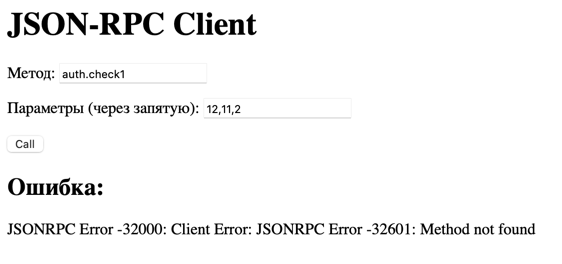 JSON-RPC Client
Метод: auth.check1
Параметры (через запятую): 12,11,2
Call
Ошибка:
JSONRPC Error -32000: Client Error: JSONRPC Error -32601: Method not found